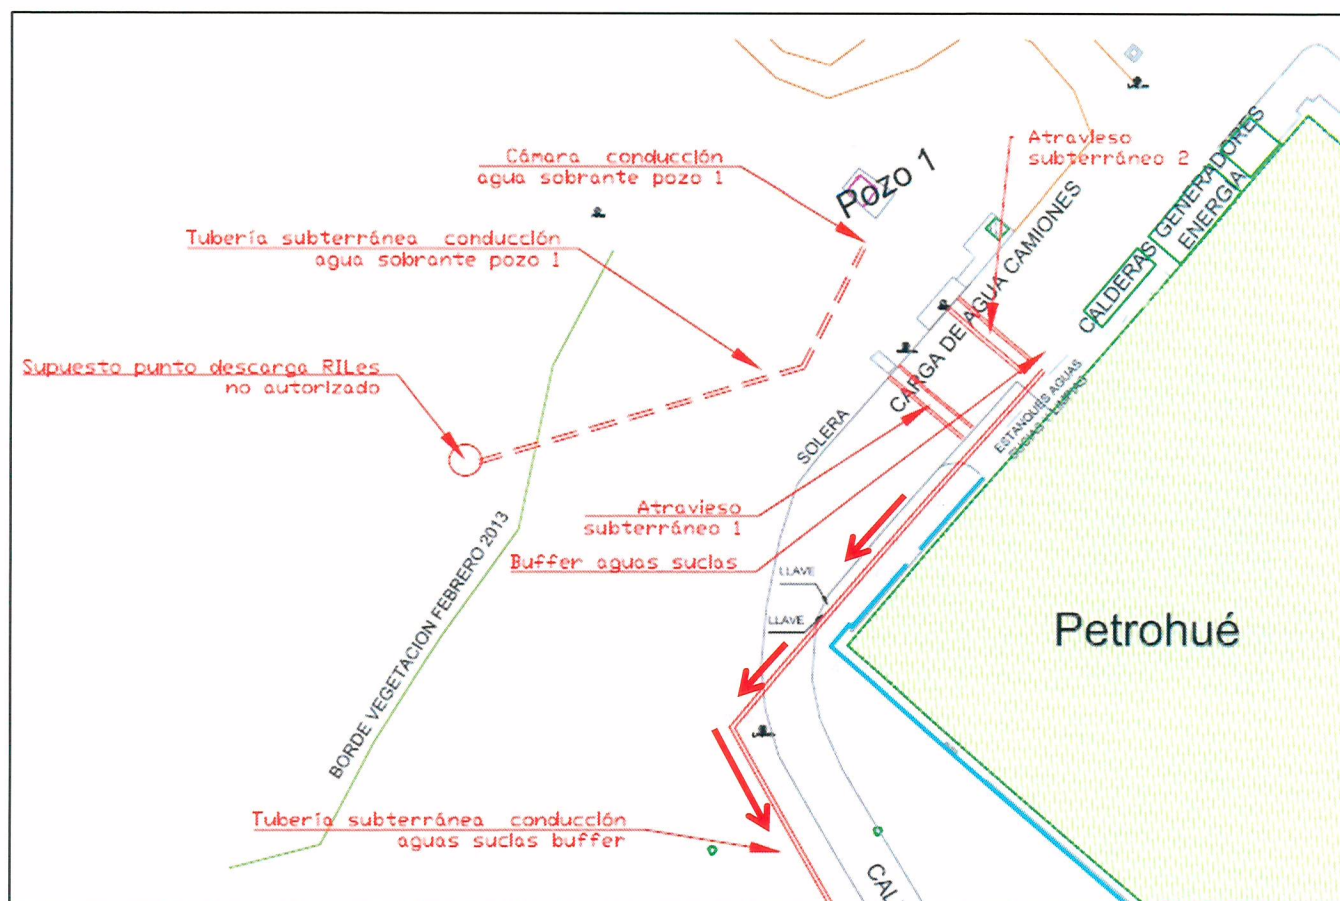 Cámara conducción
agua sobrante pozo 1
Pozo 1
Atravieso
subterráneo 2
Tubería subterránea conducción
agua sobrante pozo 1
CALDERAS
GENERADORES
ENERGÍA
CARGA DE AGUA CAMIONES
Supuesto punto descarga RILes
no autorizado
SOLERA
ESTANQUES AGUAS
SUCIAS Y LIMPIAS
Atravieso
subterráneo 1
Buffer aguas sucias
BORDE VEGETACION FEBRERO 2013
LLAVE
LLAVE
Petrohué
Tubería subterránea conducción
aguas sucias buffer